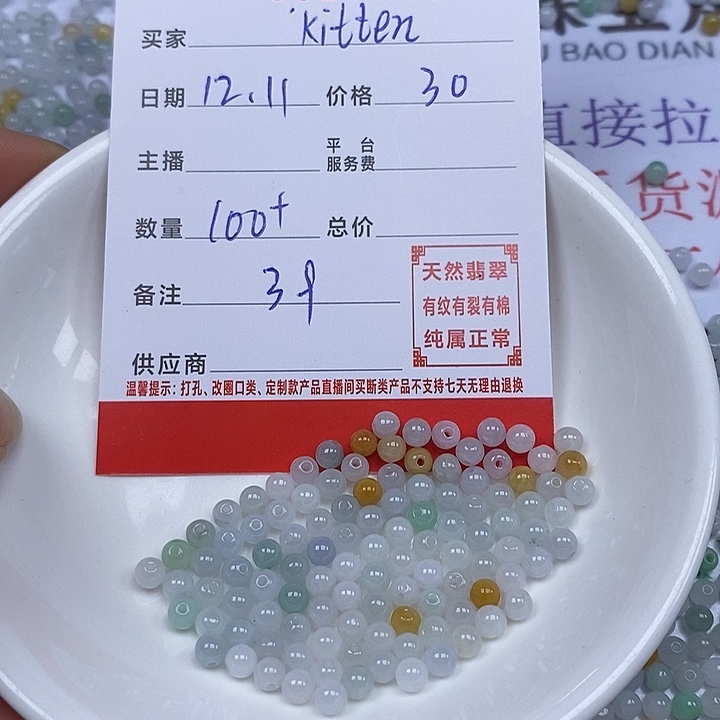 买家 kitten
日期 12.11 价格 30
主播 平台服务费
数量 100+ 总价
备注
天然翡翠
有纹有裂有棉
纯属正常
供应商
温馨提示：打孔、改圈口类、定制款产品直播间买断类产品不支持七天无理由退换
BAO DIAN
直接拉
货